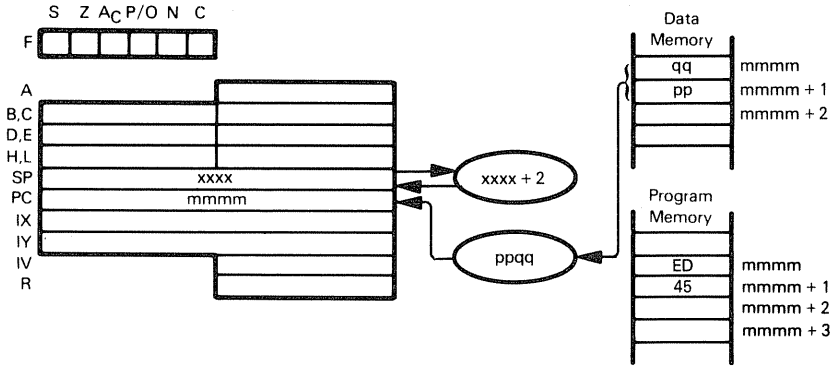 S Z AC P/O N C
F
A
B,C
D,E
H,L
SP xxxx
PC mmmm
IX
IY
IV
R
xxxx + 2
ppqq
Data
Memory
qq mmmm
pp mmmm + 1
mmmm + 2
Program
Memory
ED mmmm
45 mmmm + 1
mmmm + 2
mmmm + 3